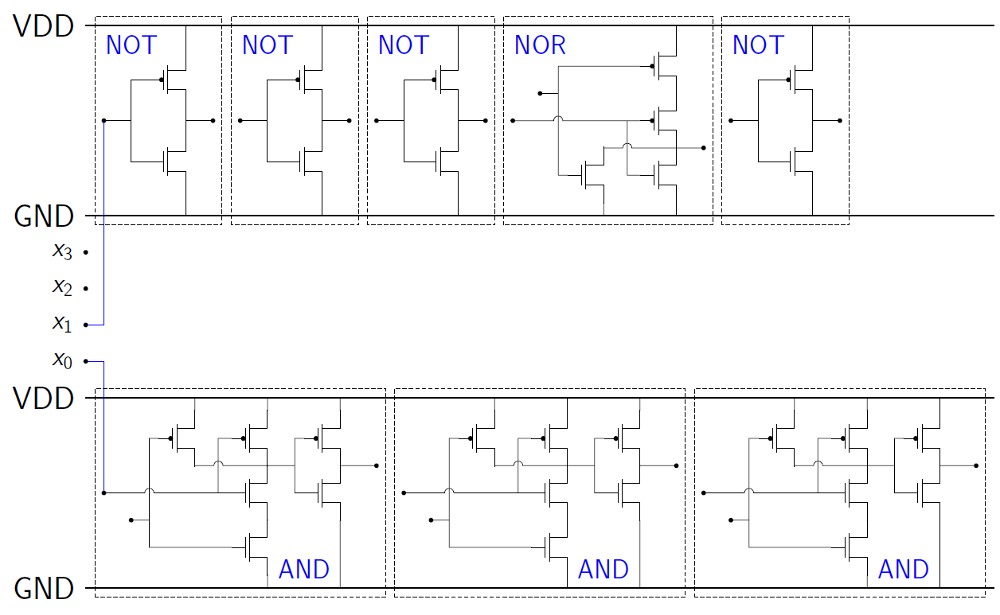 VDD
NOT NOT NOT NOR NOT
GND
x3
x2
x1
x0
VDD
AND AND AND
GND